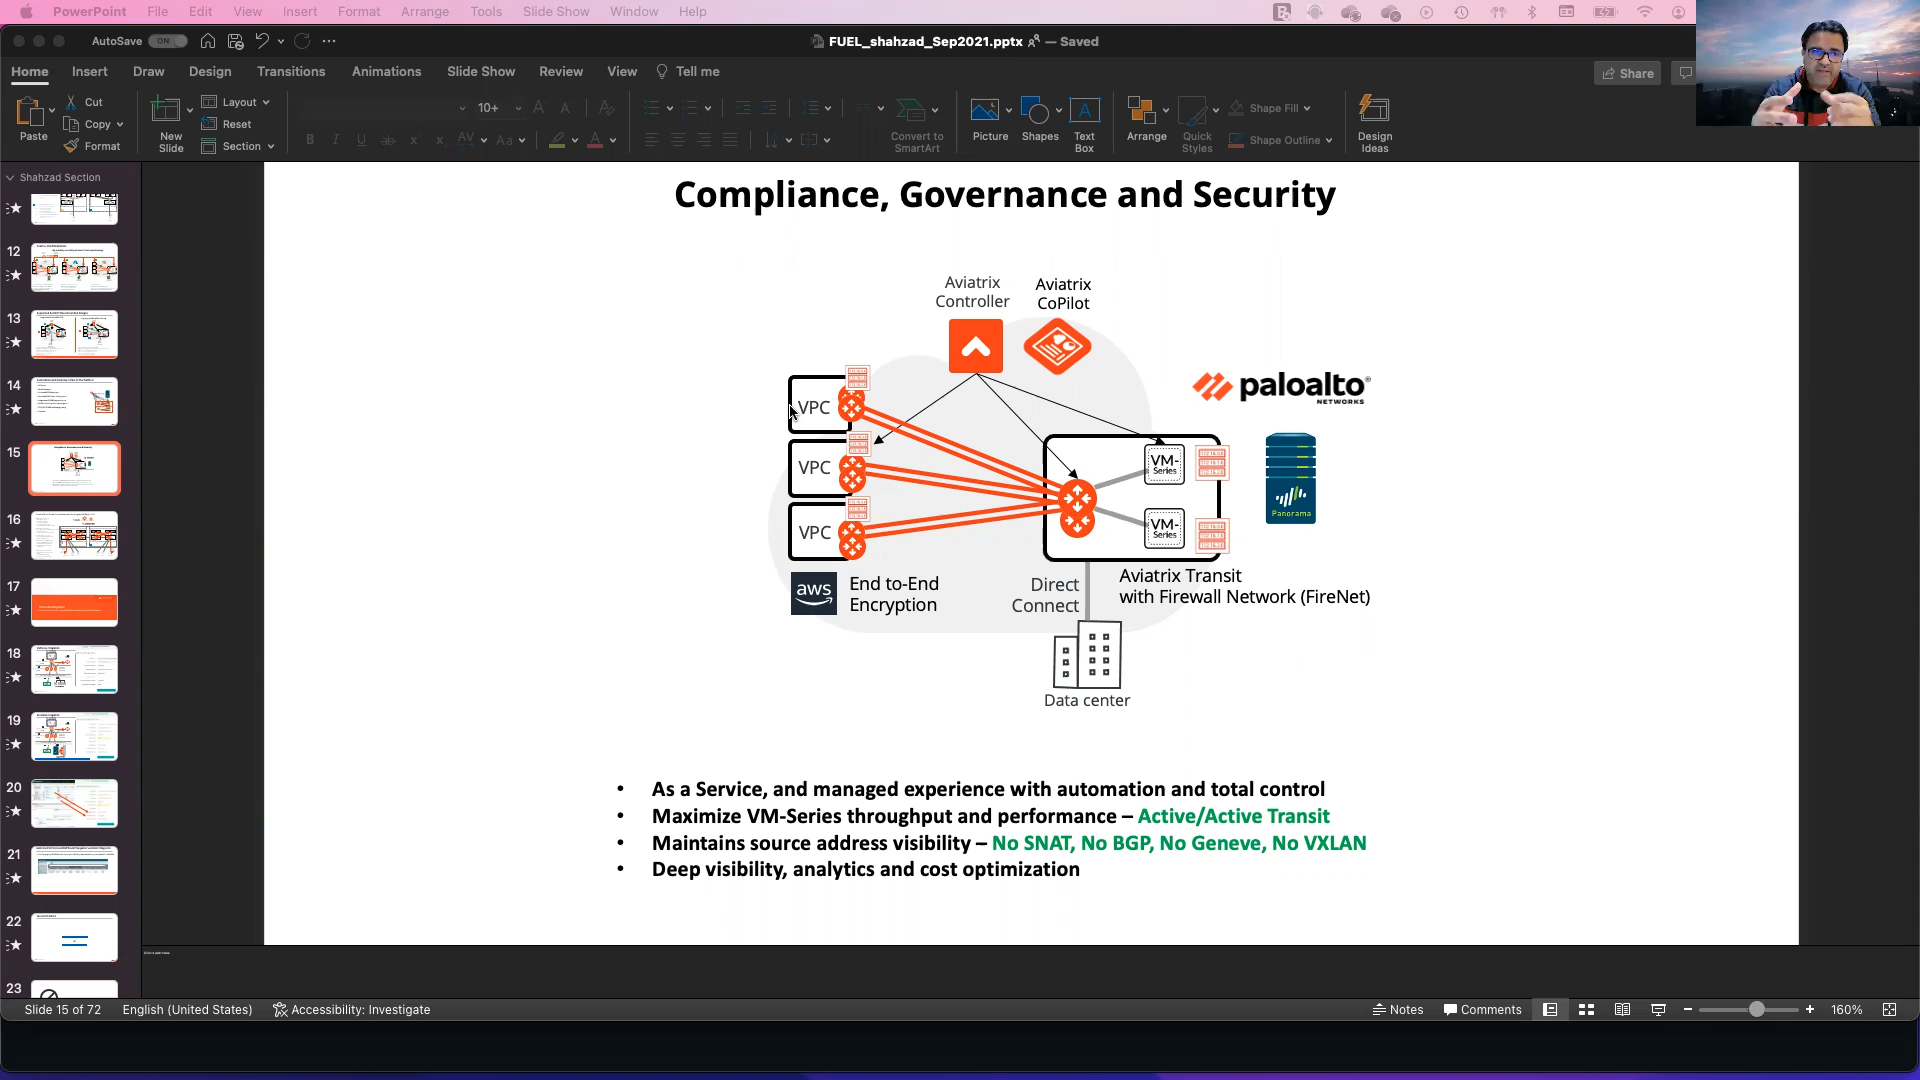 PowerPoint File Edit View Insert Format Arrange Tools Slide Show Window Help
AutoSave ON FUEL_shahzad_Sep2021.pptx — Saved
Home Insert Draw Design Transitions Animations Slide Show Review View Tell me Share
Paste Cut Copy Format
New Slide Layout Reset Section
10+
Convert to SmartArt
Picture Shapes Text Box Arrange Quick Styles Shape Fill Shape Outline Design Ideas
Shahzad Section
12
13
14
15
16
17
18
19
20
21
22
23
Compliance, Governance and Security
Aviatrix
Controller
Aviatrix
CoPilot
VPC
VPC
VPC
paloalto
NETWORKS
VM-
Series
VM-
Series
Panorama
aws
End to-End
Encryption
Direct
Connect
Aviatrix Transit
with Firewall Network (FireNet)
Data center
• As a Service, and managed experience with automation and total control
• Maximize VM-Series throughput and performance – Active/Active Transit
• Maintains source address visibility – No SNAT, No BGP, No Geneve, No VXLAN
• Deep visibility, analytics and cost optimization
Slide 15 of 72 English (United States) Accessibility: Investigate Notes Comments 160%